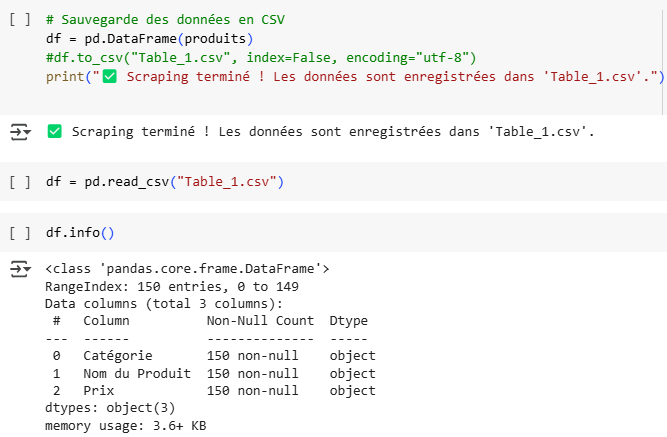 [ ] # Sauvegarde des données en CSV
df = pd.DataFrame(produits)
#df.to_csv("Table_1.csv", index=False, encoding="utf-8")
print("✅ Scraping terminé ! Les données sont enregistrées dans 'Table_1.csv'.")
✅ Scraping terminé ! Les données sont enregistrées dans 'Table_1.csv'.
[ ] df = pd.read_csv("Table_1.csv")
[ ] df.info()
<class 'pandas.core.frame.DataFrame'>
RangeIndex: 150 entries, 0 to 149
Data columns (total 3 columns):
 #   Column          Non-Null Count  Dtype
---  ------          --------------  -----
 0   Catégorie       150 non-null    object
 1   Nom du Produit  150 non-null    object
 2   Prix            150 non-null    object
dtypes: object(3)
memory usage: 3.6+ KB